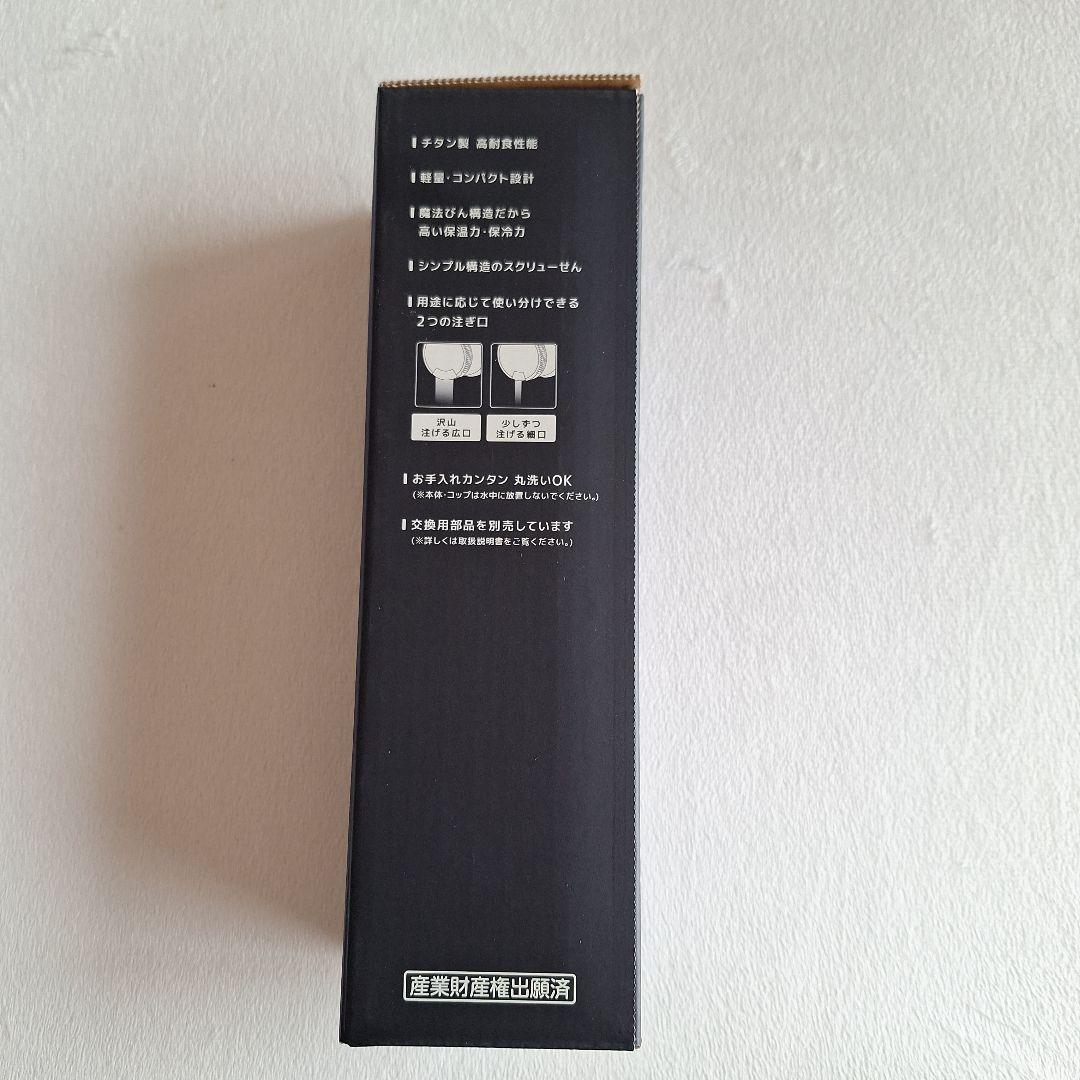 チタン製 高耐食性能
軽量・コンパクト設計
魔法びん構造だから
高い保温力・保冷力
シンプル構造のスクリューせん
用途に応じて使い分けできる
2つの注ぎ口
沢山
注げる広口
少しずつ
注げる細口
お手入れカンタン 丸洗いOK
(※本体・コップは水中に放置しないでください。)
交換用部品を別売しています
(※詳しくは取扱説明書をご覧ください。)
産業財産権出願済